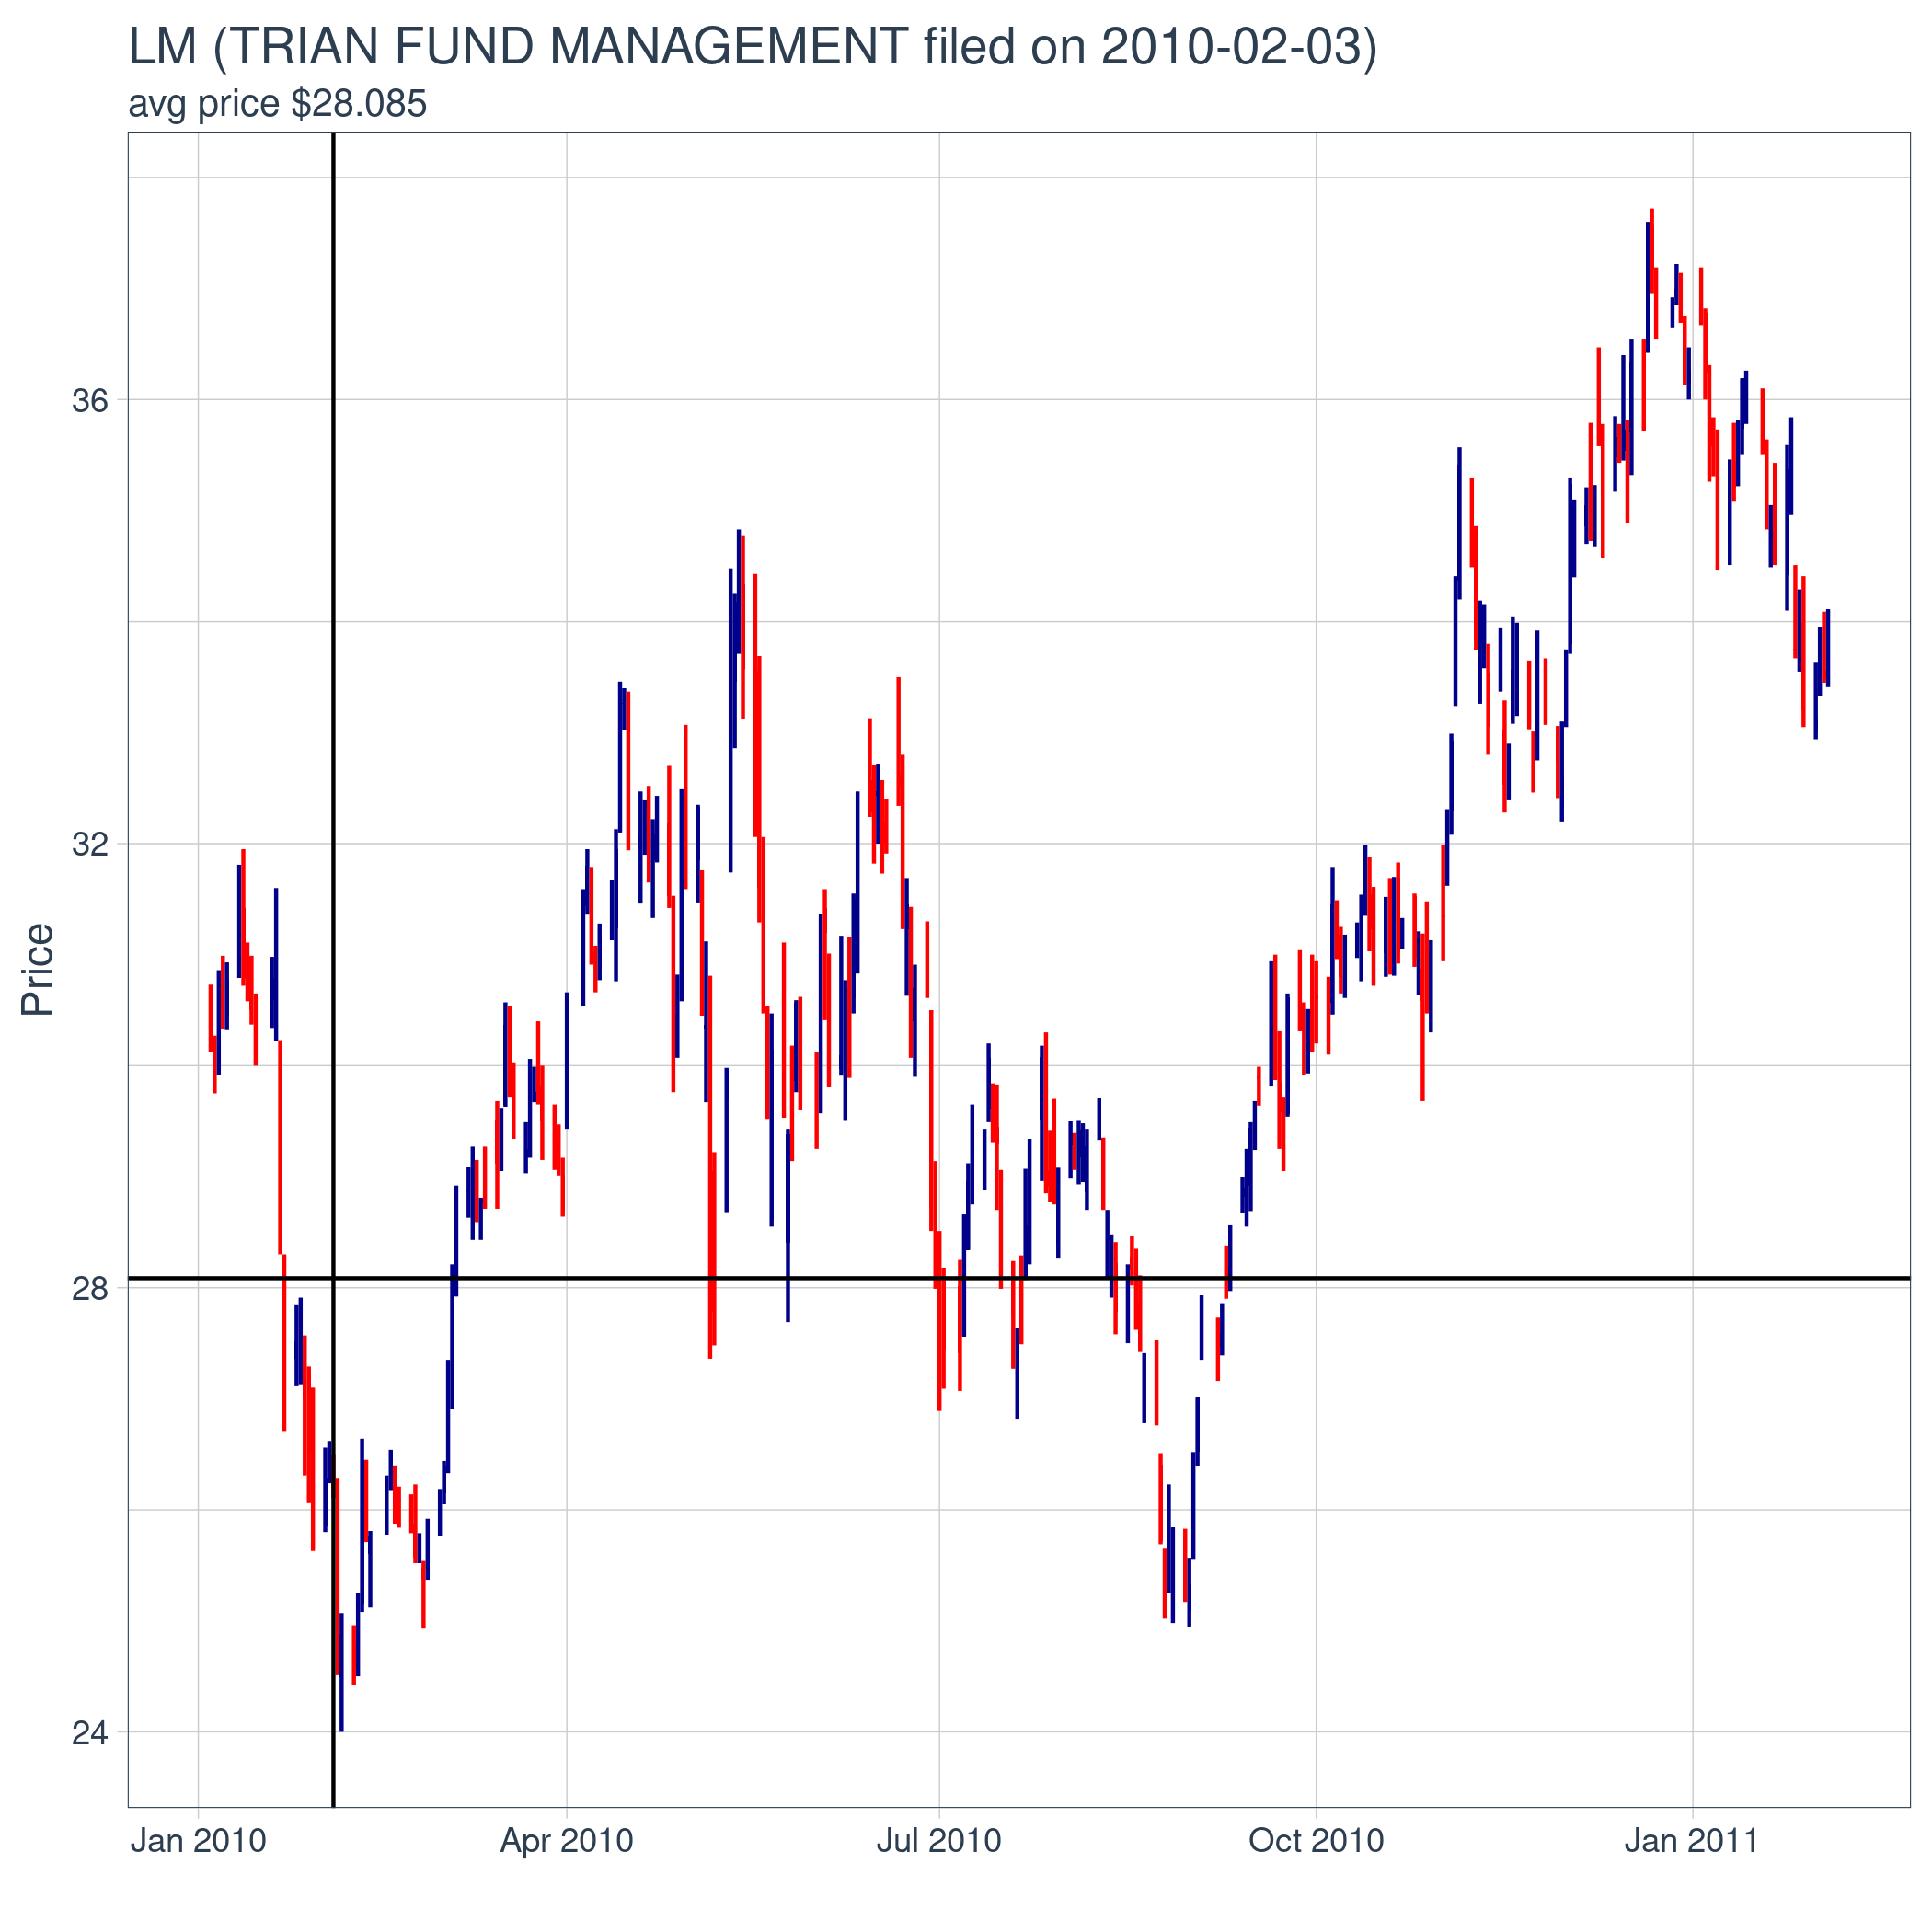 LM (TRIAN FUND MANAGEMENT filed on 2010-02-03)
avg price $28.085
Price
36
32
28
24
Jan 2010 Apr 2010 Jul 2010 Oct 2010 Jan 2011